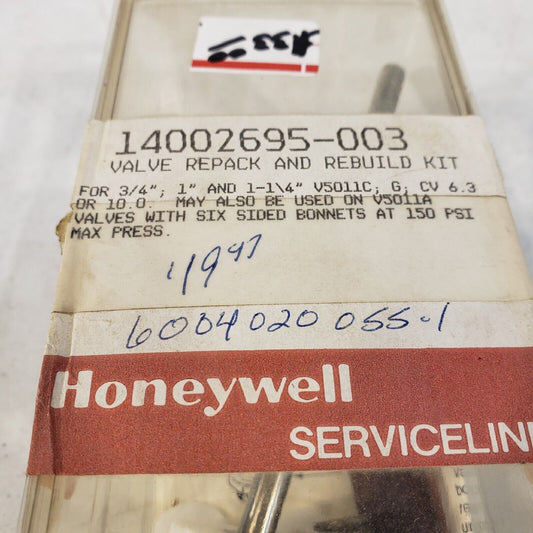 14002695-003
VALVE REPACK AND REBUILD KIT
FOR 3/4"; 1" AND 1-1\4" V5011C; G; CV 6.3
OR 10.0. MAY ALSO BE USED ON V5011A
VALVES WITH SIX SIDED BONNETS AT 150 PSI
MAX PRESS.
6004020055-1
Honeywell
SERVICELIN